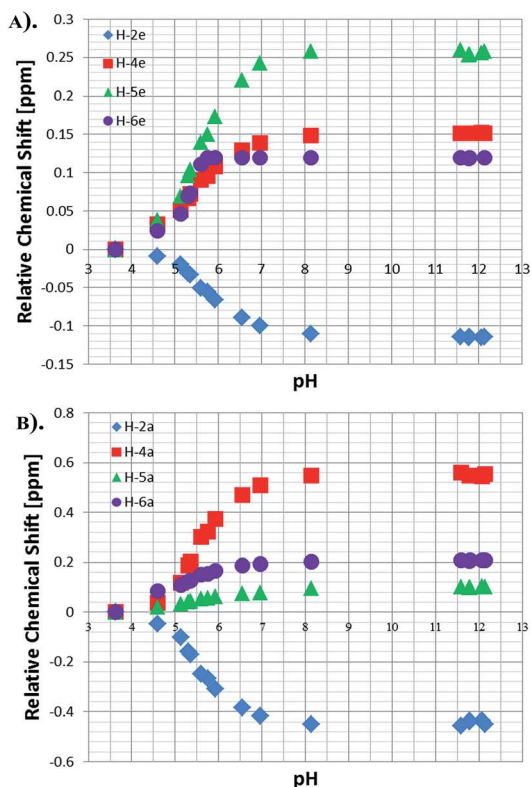 A).
H-2e
H-4e
H-5e
H-6e
Relative Chemical Shift [ppm]
0.3
0.25
0.2
0.15
0.1
0.05
0
-0.05
-0.1
-0.15
3 4 5 6 7 8 9 10 11 12 13
pH
B).
H-2a
H-4a
H-5a
H-6a
Relative Chemical Shift [ppm]
0.8
0.6
0.4
0.2
0
-0.2
-0.4
-0.6
3 4 5 6 7 8 9 10 11 12 13
pH